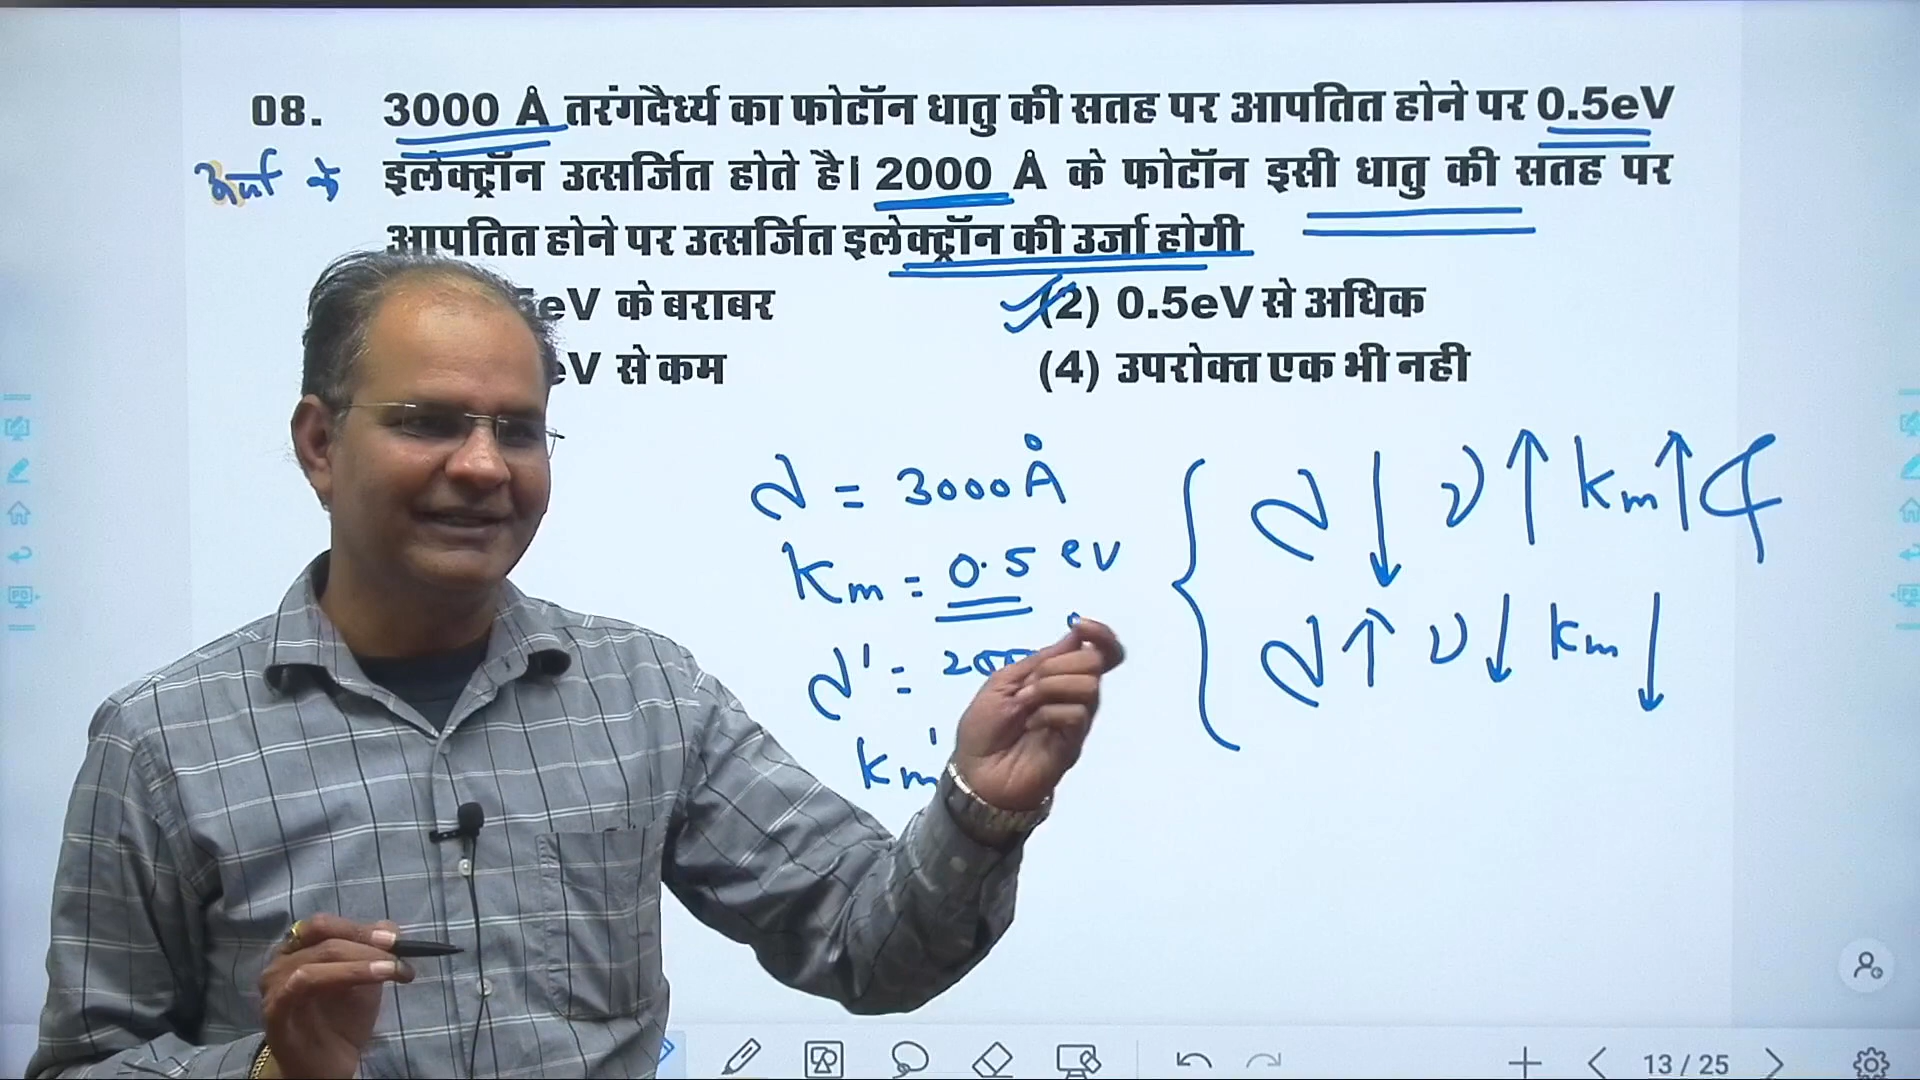 08. 3000 Å तरंगदैर्ध्य का फोटॉन धातु की सतह पर आपतित होने पर 0.5eV
इलेक्ट्रॉन उत्सर्जित होते है। 2000 Å के फोटॉन इसी धातु की सतह पर
आपतित होने पर उत्सर्जित इलेक्ट्रॉन की उर्जा होगी
eV के बराबर (2) 0.5eV से अधिक
eV से कम (4) उपरोक्त एक भी नही
λ = 3000 Å
Km = 0.5 eV
λ' = 200
Km'
λ ↓ ν ↑ Km ↑
λ ↑ ν ↓ Km ↓
13 / 25